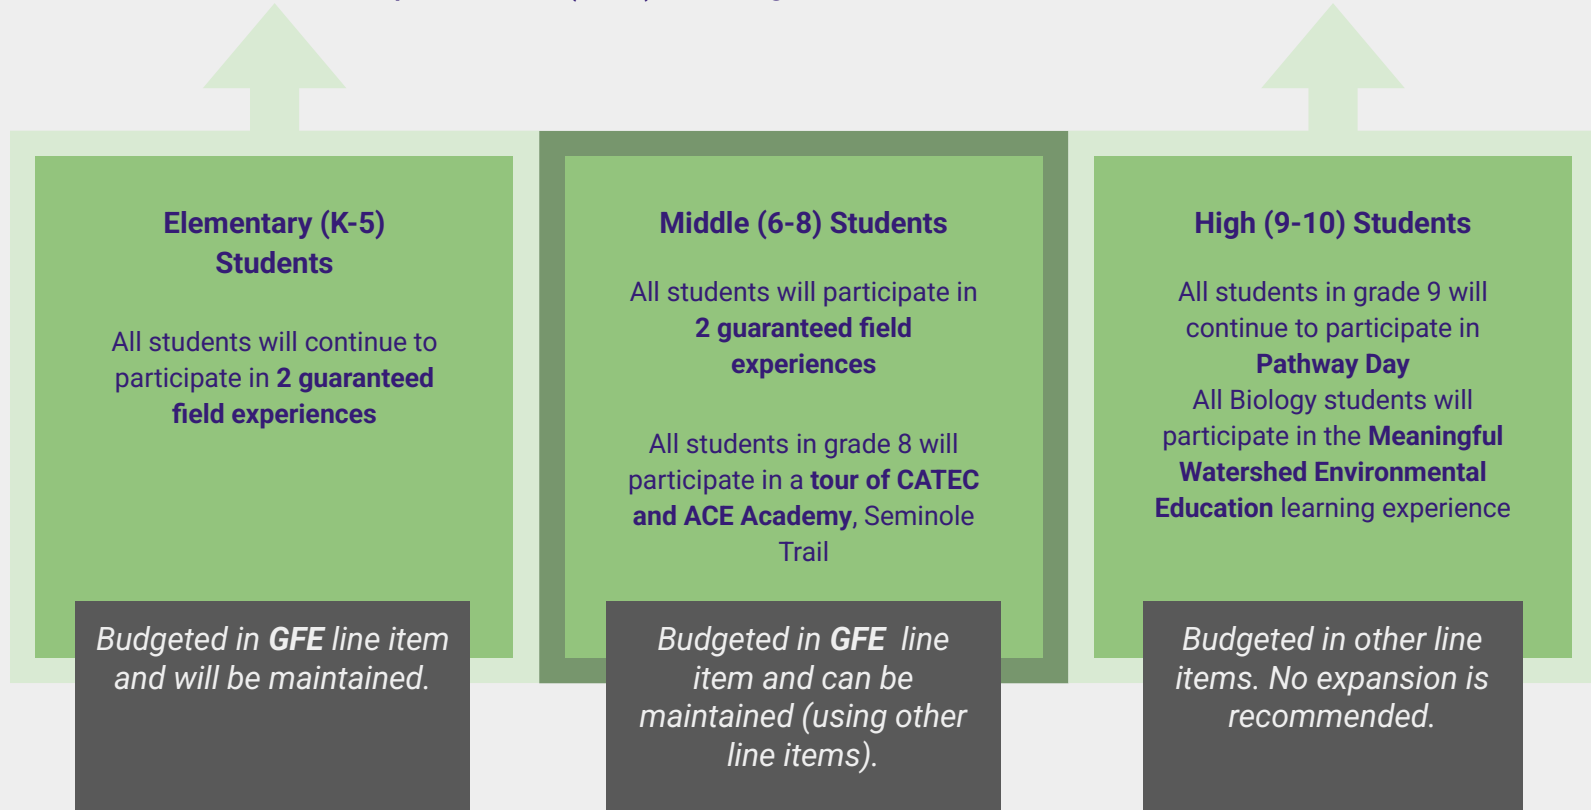 Elementary (K-5)
Students
All students will continue to
participate in 2 guaranteed
field experiences
Budgeted in GFE line item
and will be maintained.
Middle (6-8) Students
All students will participate in
2 guaranteed field
experiences
All students in grade 8 will
participate in a tour of CATEC
and ACE Academy, Seminole
Trail
Budgeted in GFE line
item and can be
maintained (using other
line items).
High (9-10) Students
All students in grade 9 will
continue to participate in
Pathway Day
All Biology students will
participate in the Meaningful
Watershed Environmental
Education learning experience
Budgeted in other line
items. No expansion is
recommended.